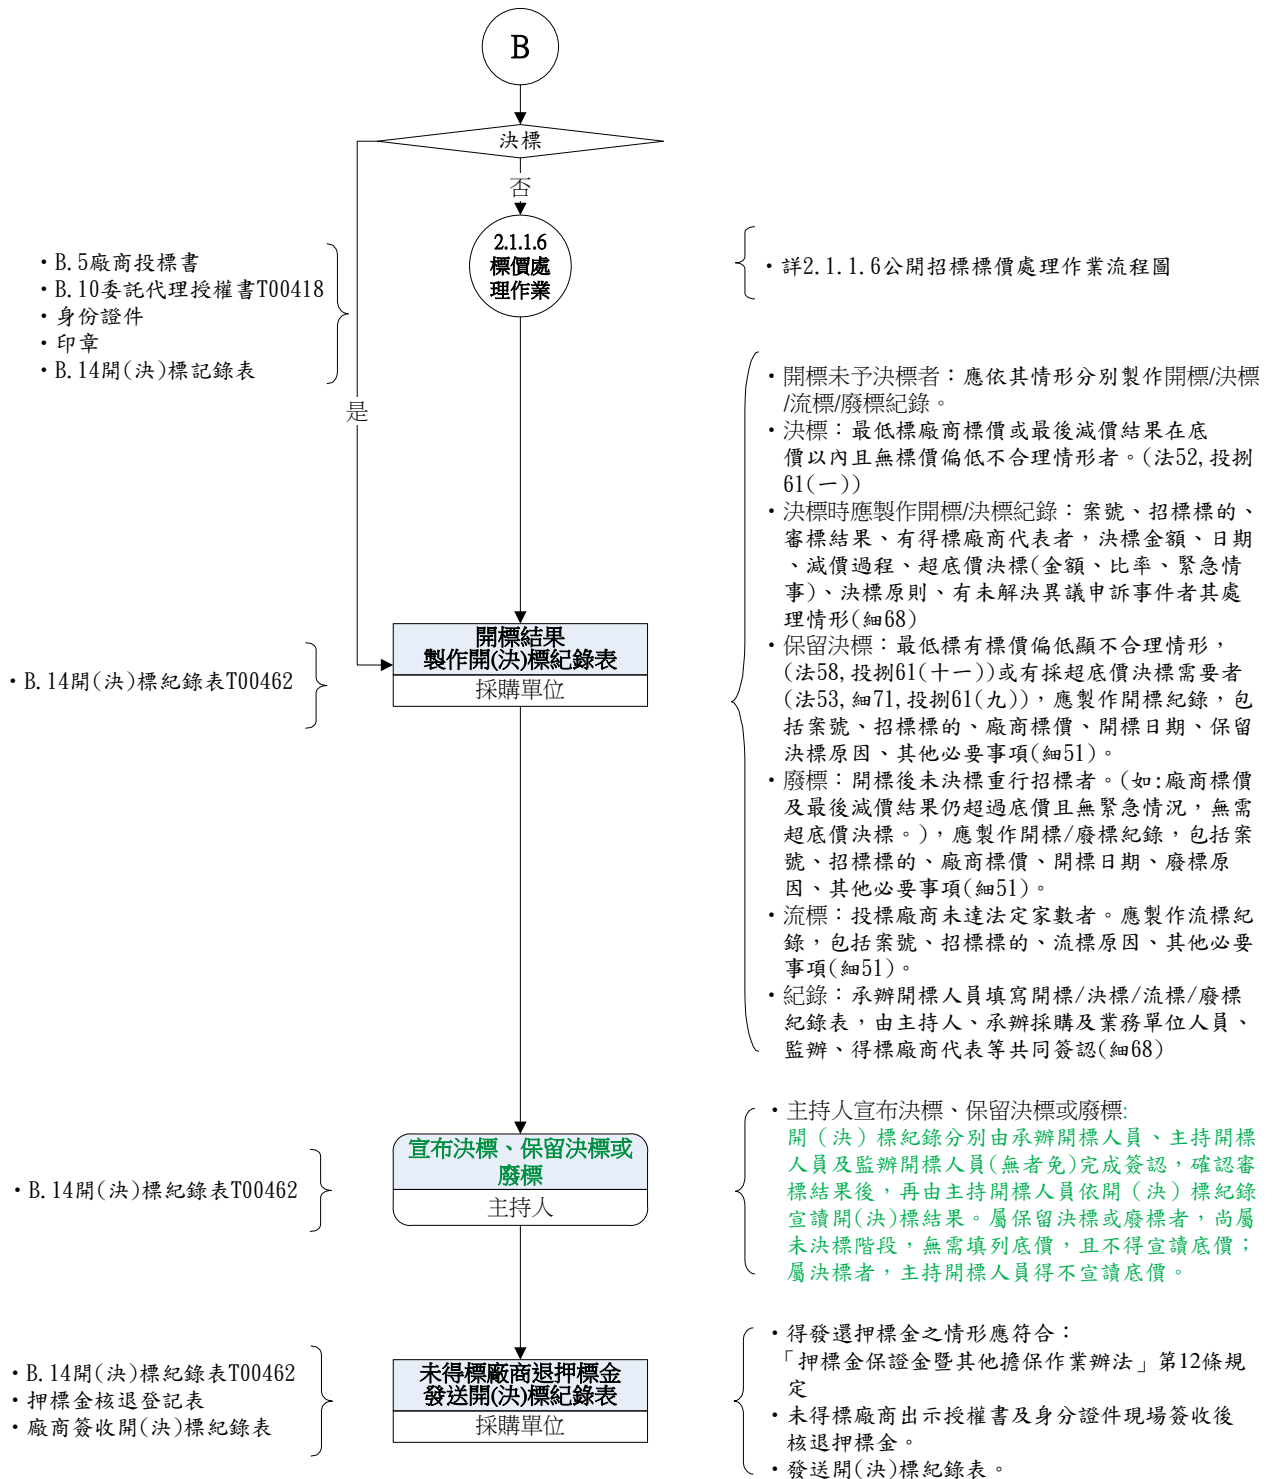 B
決標
否
2.1.1.6
標價處
理作業
・B.5廠商投標書
・B.10委託代理授權書T00418
・身份證件
・印章
・B.14開(決)標記錄表
・詳2.1.1.6公開招標標價處理作業流程圖
是
・開標未予決標者：應依其情形分別製作開標/決標
/流標/廢標紀錄。
・決標：最低標廠商標價或最後減價結果在底
價以內且無標價偏低不合理情形者。(法52,投捌
61(一))
・決標時應製作開標/決標紀錄：案號、招標標的、
審標結果、有得標廠商代表者，決標金額、日期
、減價過程、超底價決標(金額、比率、緊急情
事)、決標原則、有未解決異議申訴事件者其處
理情形(細68)
・保留決標：最低標有標價偏低顯不合理情形，
(法58,投捌61(十一))或有採超底價決標需要者
(法53,細71,投捌61(九))，應製作開標紀錄，包
括案號、招標標的、廠商標價、開標日期、保留
決標原因、其他必要事項(細51)。
・廢標：開標後未決標重行招標者。(如:廠商標價
及最後減價結果仍超過底價且無緊急情況，無需
超底價決標。)，應製作開標/廢標紀錄，包括案
號、招標標的、廠商標價、開標日期、廢標原
因、其他必要事項(細51)。
・流標：投標廠商未達法定家數者。應製作流標紀
錄，包括案號、招標標的、流標原因、其他必要
事項(細51)。
・紀錄：承辦開標人員填寫開標/決標/流標/廢標
紀錄表，由主持人、承辦採購及業務單位人員、
監辦、得標廠商代表等共同簽認(細68)
開標結果
製作開(決)標紀錄表
採購單位
・B.14開(決)標紀錄表T00462
宣布決標、保留決標或
廢標
主持人
・B.14開(決)標紀錄表T00462
・主持人宣布決標、保留決標或廢標:
開（決）標紀錄分別由承辦開標人員、主持開標
人員及監辦開標人員(無者免)完成簽認，確認審
標結果後，再由主持開標人員依開（決）標紀錄
宣讀開(決)標結果。屬保留決標或廢標者，尚屬
未決標階段，無需填列底價，且不得宣讀底價；
屬決標者，主持開標人員得不宣讀底價。
未得標廠商退押標金
發送開(決)標紀錄表
採購單位
・B.14開(決)標紀錄表T00462
・押標金核退登記表
・廠商簽收開(決)標紀錄表
・得發還押標金之情形應符合：
「押標金保證金暨其他擔保作業辦法」第12條規
定
・未得標廠商出示授權書及身分證件現場簽收後
核退押標金。
・發送開(決)標紀錄表。